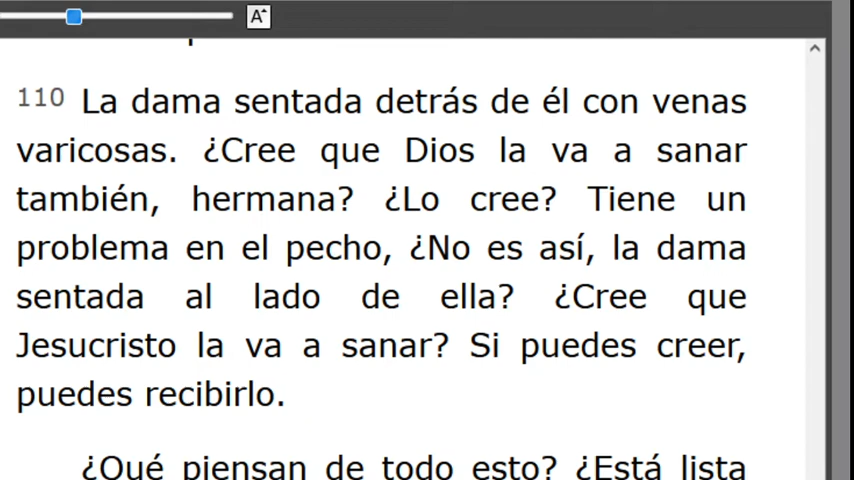 A
110 La dama sentada detrás de él con venas
varicosas. ¿Cree que Dios la va a sanar
también, hermana? ¿Lo cree? Tiene un
problema en el pecho, ¿No es así, la dama
sentada al lado de ella? ¿Cree que
Jesucristo la va a sanar? Si puedes creer,
puedes recibirlo.
¿Qué piensan de todo esto? ¿Está lista